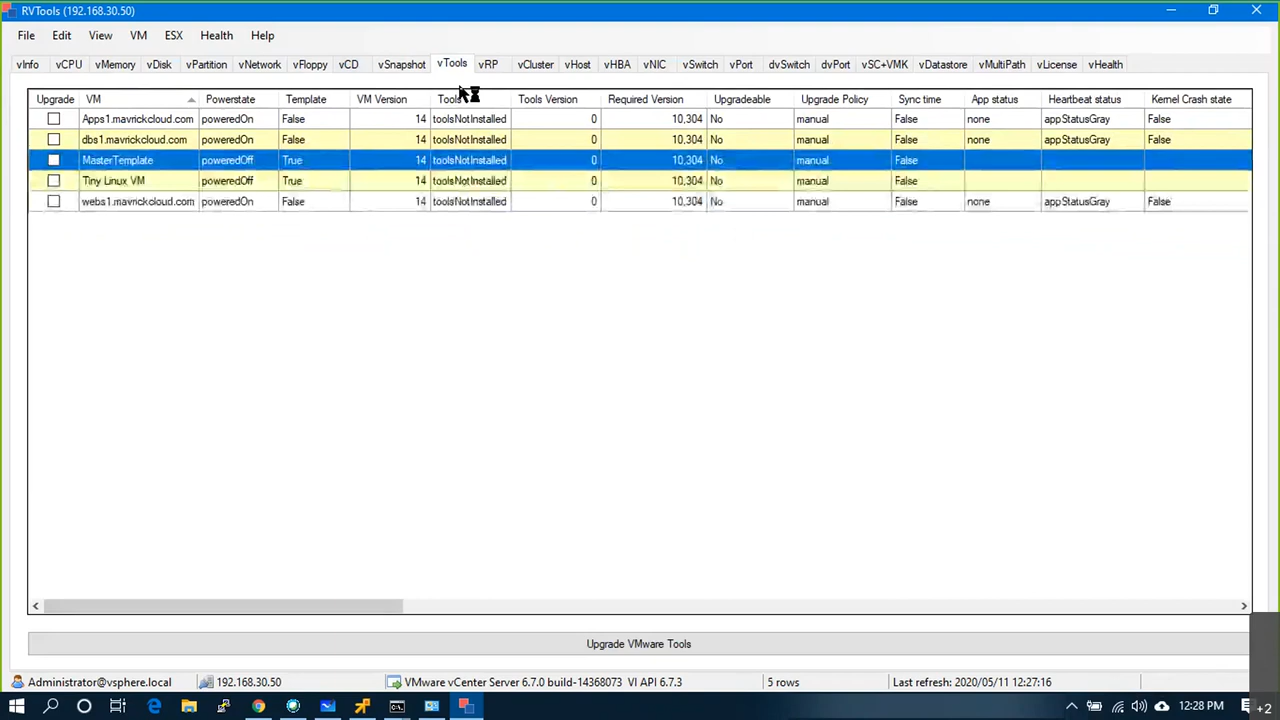 RVTools (192.168.30.50)
File Edit View VM ESX Health Help
vInfo vCPU vMemory vDisk vPartition vNetwork vFloppy vCD vSnapshot vTools vRP vCluster vHost vHBA vNIC vSwitch vPort dvSwitch dvPort vSC+VMK vDatastore vMultiPath vLicense vHealth
Upgrade VM Powerstate Template VM Version Tools Tools Version Required Version Upgradeable Upgrade Policy Sync time App status Heartbeat status Kernel Crash state
Apps1.mavrickcloud.com poweredOn False 14 toolsNotInstalled 0 10,304 No manual False none appStatusGray False
dbs1.mavrickcloud.com poweredOn False 14 toolsNotInstalled 0 10,304 No manual False none appStatusGray False
MasterTemplate poweredOff True 14 toolsNotInstalled 0 10,304 No manual False
Tiny Linux VM poweredOff True 14 toolsNotInstalled 0 10,304 No manual False
webs1.mavrickcloud.com poweredOn False 14 toolsNotInstalled 0 10,304 No manual False none appStatusGray False
Upgrade VMware Tools
Administrator@vsphere.local 192.168.30.50 VMware vCenter Server 6.7.0 build-14368073 VI API 6.7.3 5 rows Last refresh: 2020/05/11 12:27:16
12:28 PM +2